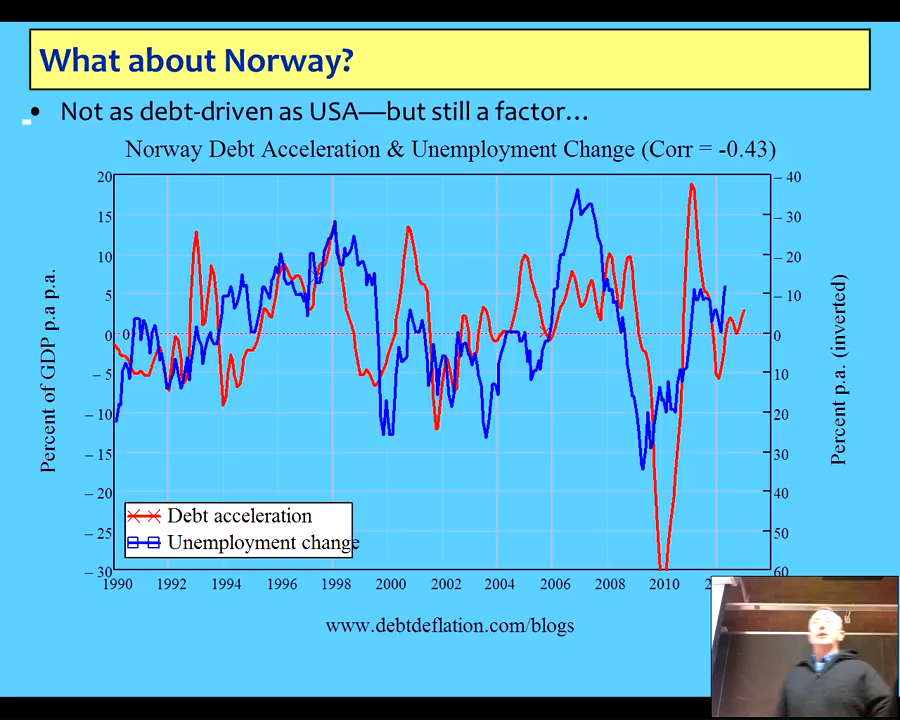 What about Norway?
• Not as debt-driven as USA—but still a factor…
Norway Debt Acceleration & Unemployment Change (Corr = -0.43)
20
15
10
5
0
– 5
– 10
– 15
– 20
– 25
– 30
0
– 40
– 30
– 20
– 10
0
10
20
30
40
50
60
Percent of GDP p.a p.a.
Percent p.a. (inverted)
Debt acceleration
Unemployment change
1990 1992 1994 1996 1998 2000 2002 2004 2006 2008 2010
www.debtdeflation.com/blogs